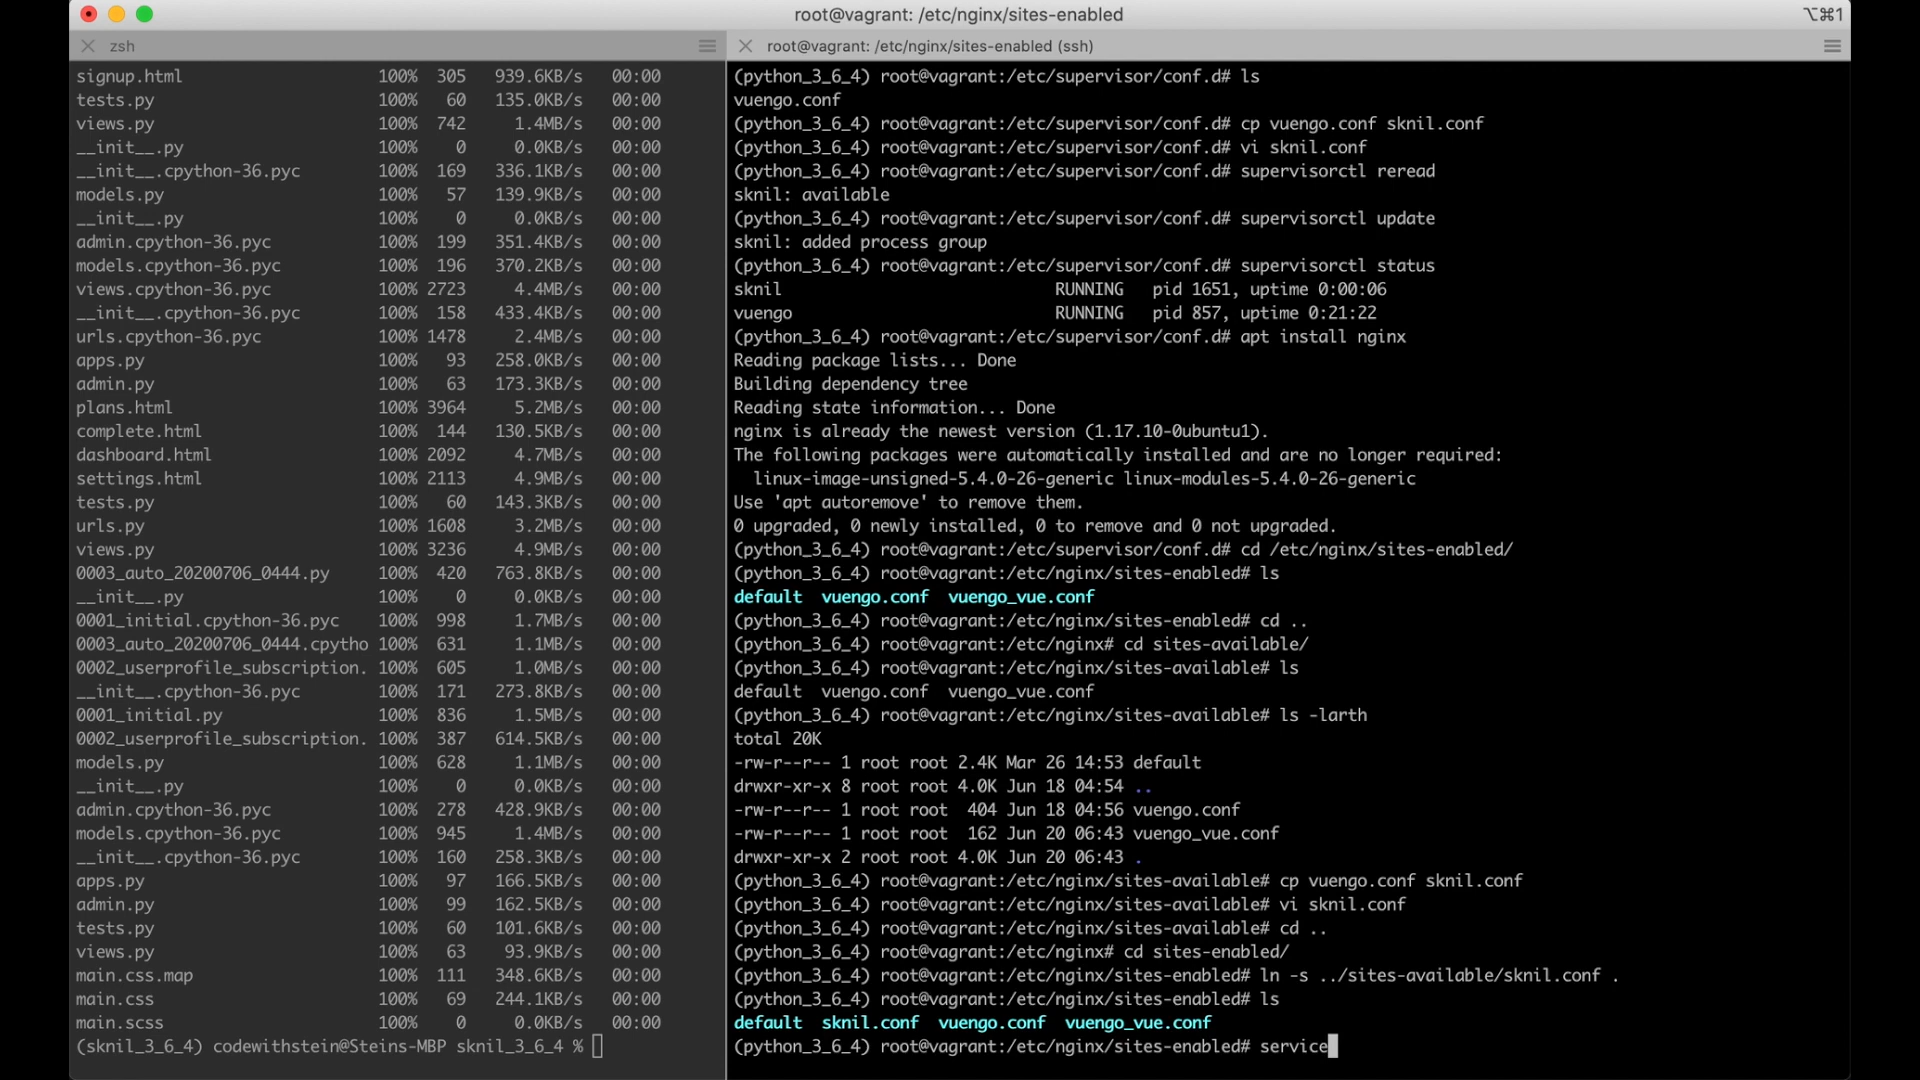 root@vagrant: /etc/nginx/sites-enabled
⌥⌘1
zsh
signup.html 100% 305 939.6KB/s 00:00
tests.py 100% 60 135.0KB/s 00:00
views.py 100% 742 1.4MB/s 00:00
__init__.py 100% 0 0.0KB/s 00:00
__init__.cpython-36.pyc 100% 169 336.1KB/s 00:00
models.py 100% 57 139.9KB/s 00:00
__init__.py 100% 0 0.0KB/s 00:00
admin.cpython-36.pyc 100% 199 351.4KB/s 00:00
models.cpython-36.pyc 100% 196 370.2KB/s 00:00
views.cpython-36.pyc 100% 2723 4.4MB/s 00:00
__init__.cpython-36.pyc 100% 158 433.4KB/s 00:00
urls.cpython-36.pyc 100% 1478 2.4MB/s 00:00
apps.py 100% 93 258.0KB/s 00:00
admin.py 100% 63 173.3KB/s 00:00
plans.html 100% 3964 5.2MB/s 00:00
complete.html 100% 144 130.5KB/s 00:00
dashboard.html 100% 2092 4.7MB/s 00:00
settings.html 100% 2113 4.9MB/s 00:00
tests.py 100% 60 143.3KB/s 00:00
urls.py 100% 1608 3.2MB/s 00:00
views.py 100% 3236 4.9MB/s 00:00
0003_auto_20200706_0444.py 100% 420 763.8KB/s 00:00
__init__.py 100% 0 0.0KB/s 00:00
0001_initial.cpython-36.pyc 100% 998 1.7MB/s 00:00
0003_auto_20200706_0444.cpytho 100% 631 1.1MB/s 00:00
0002_userprofile_subscription. 100% 605 1.0MB/s 00:00
__init__.cpython-36.pyc 100% 171 273.8KB/s 00:00
0001_initial.py 100% 836 1.5MB/s 00:00
0002_userprofile_subscription. 100% 387 614.5KB/s 00:00
models.py 100% 628 1.1MB/s 00:00
__init__.py 100% 0 0.0KB/s 00:00
admin.cpython-36.pyc 100% 278 428.9KB/s 00:00
models.cpython-36.pyc 100% 945 1.4MB/s 00:00
__init__.cpython-36.pyc 100% 160 258.3KB/s 00:00
apps.py 100% 97 166.5KB/s 00:00
admin.py 100% 99 162.5KB/s 00:00
tests.py 100% 60 101.6KB/s 00:00
views.py 100% 63 93.9KB/s 00:00
main.css.map 100% 111 348.6KB/s 00:00
main.css 100% 69 244.1KB/s 00:00
main.scss 100% 0 0.0KB/s 00:00
(sknil_3_6_4) codewithstein@Steins-MBP sknil_3_6_4 %
root@vagrant: /etc/nginx/sites-enabled (ssh)
(python_3_6_4) root@vagrant:/etc/supervisor/conf.d# ls
vuengo.conf
(python_3_6_4) root@vagrant:/etc/supervisor/conf.d# cp vuengo.conf sknil.conf
(python_3_6_4) root@vagrant:/etc/supervisor/conf.d# vi sknil.conf
(python_3_6_4) root@vagrant:/etc/supervisor/conf.d# supervisorctl reread
sknil: available
(python_3_6_4) root@vagrant:/etc/supervisor/conf.d# supervisorctl update
sknil: added process group
(python_3_6_4) root@vagrant:/etc/supervisor/conf.d# supervisorctl status
sknil RUNNING pid 1651, uptime 0:00:06
vuengo RUNNING pid 857, uptime 0:21:22
(python_3_6_4) root@vagrant:/etc/supervisor/conf.d# apt install nginx
Reading package lists... Done
Building dependency tree
Reading state information... Done
nginx is already the newest version (1.17.10-0ubuntu1).
The following packages were automatically installed and are no longer required:
linux-image-unsigned-5.4.0-26-generic linux-modules-5.4.0-26-generic
Use 'apt autoremove' to remove them.
0 upgraded, 0 newly installed, 0 to remove and 0 not upgraded.
(python_3_6_4) root@vagrant:/etc/supervisor/conf.d# cd /etc/nginx/sites-enabled/
(python_3_6_4) root@vagrant:/etc/nginx/sites-enabled# ls
default vuengo.conf vuengo_vue.conf
(python_3_6_4) root@vagrant:/etc/nginx/sites-enabled# cd ..
(python_3_6_4) root@vagrant:/etc/nginx# cd sites-available/
(python_3_6_4) root@vagrant:/etc/nginx/sites-available# ls
default vuengo.conf vuengo_vue.conf
(python_3_6_4) root@vagrant:/etc/nginx/sites-available# ls -larth
total 20K
-rw-r--r-- 1 root root 2.4K Mar 26 14:53 default
drwxr-xr-x 8 root root 4.0K Jun 18 04:54 ..
-rw-r--r-- 1 root root 404 Jun 18 04:56 vuengo.conf
-rw-r--r-- 1 root root 162 Jun 20 06:43 vuengo_vue.conf
drwxr-xr-x 2 root root 4.0K Jun 20 06:43 .
(python_3_6_4) root@vagrant:/etc/nginx/sites-available# cp vuengo.conf sknil.conf
(python_3_6_4) root@vagrant:/etc/nginx/sites-available# vi sknil.conf
(python_3_6_4) root@vagrant:/etc/nginx/sites-available# cd ..
(python_3_6_4) root@vagrant:/etc/nginx# cd sites-enabled/
(python_3_6_4) root@vagrant:/etc/nginx/sites-enabled# ln -s ../sites-available/sknil.conf .
(python_3_6_4) root@vagrant:/etc/nginx/sites-enabled# ls
default sknil.conf vuengo.conf vuengo_vue.conf
(python_3_6_4) root@vagrant:/etc/nginx/sites-enabled# service